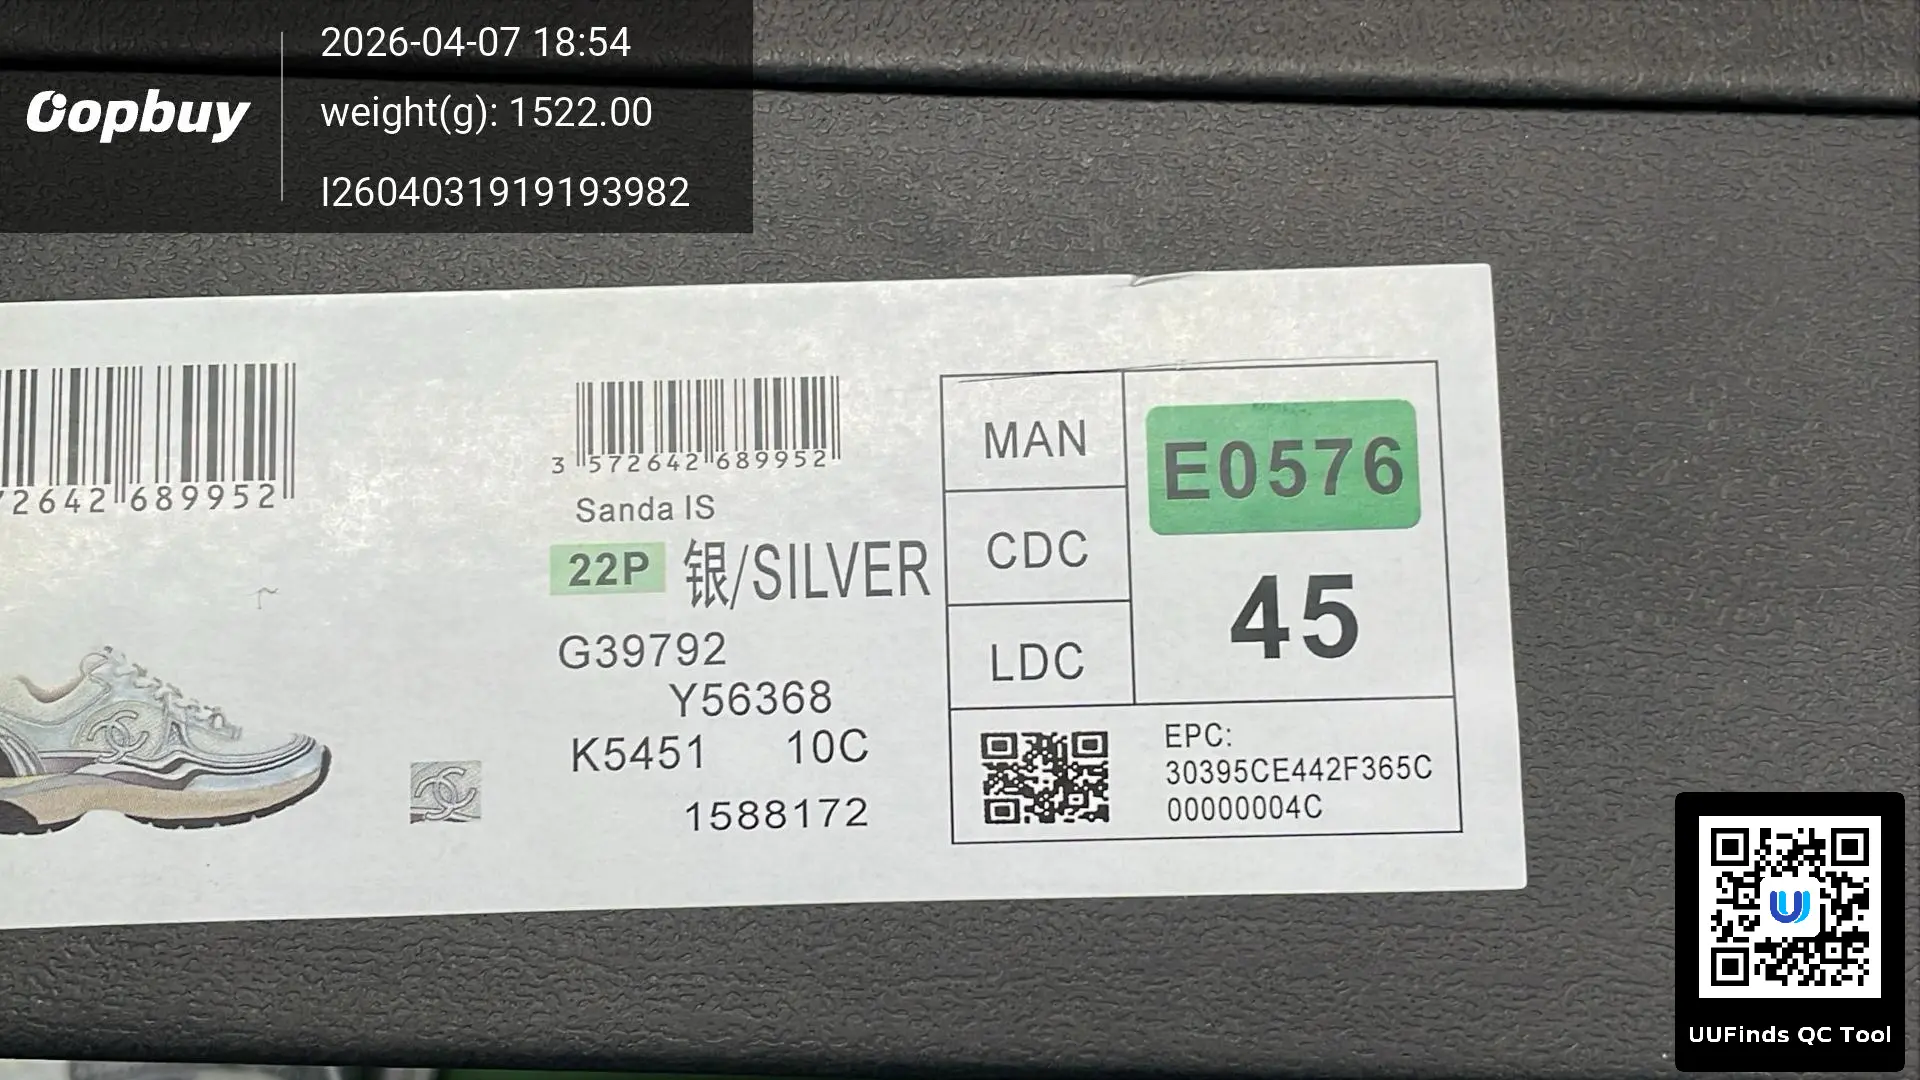 Oopbuy
2026-04-07 18:54
weight(g): 1522.00
I2604031919193982
2642 689952
3 572642 689952
Sanda IS
22P 银/SILVER
G39792
Y56368
K5451 10C
1588172
MAN
CDC
LDC
E0576
45
EPC:
30395CE442F365C
00000004C
UUFinds QC Tool